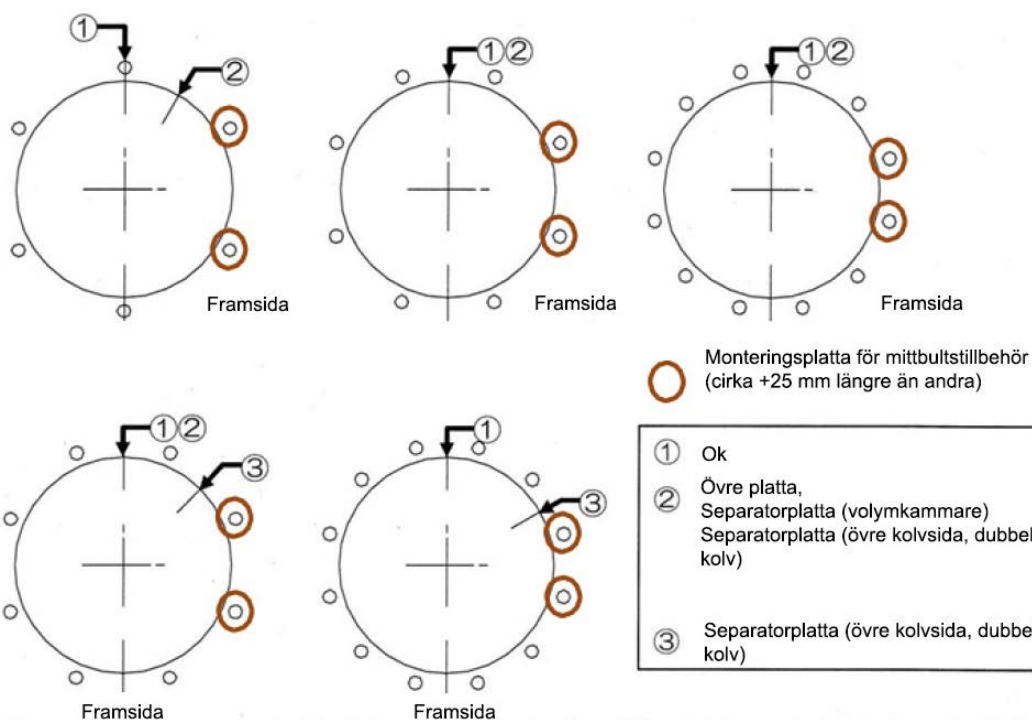 ①
②
Framsida
①②
Framsida
①②
Framsida
Monteringsplatta för mittbultstillbehör
(cirka +25 mm längre än andra)
①②
③
Framsida
①
③
Framsida
① Ok
② Övre platta,
Separatorplatta (volymkammare)
Separatorplatta (övre kolvsida, dubbel
kolv)
③ Separatorplatta (övre kolvsida, dubbel
kolv)